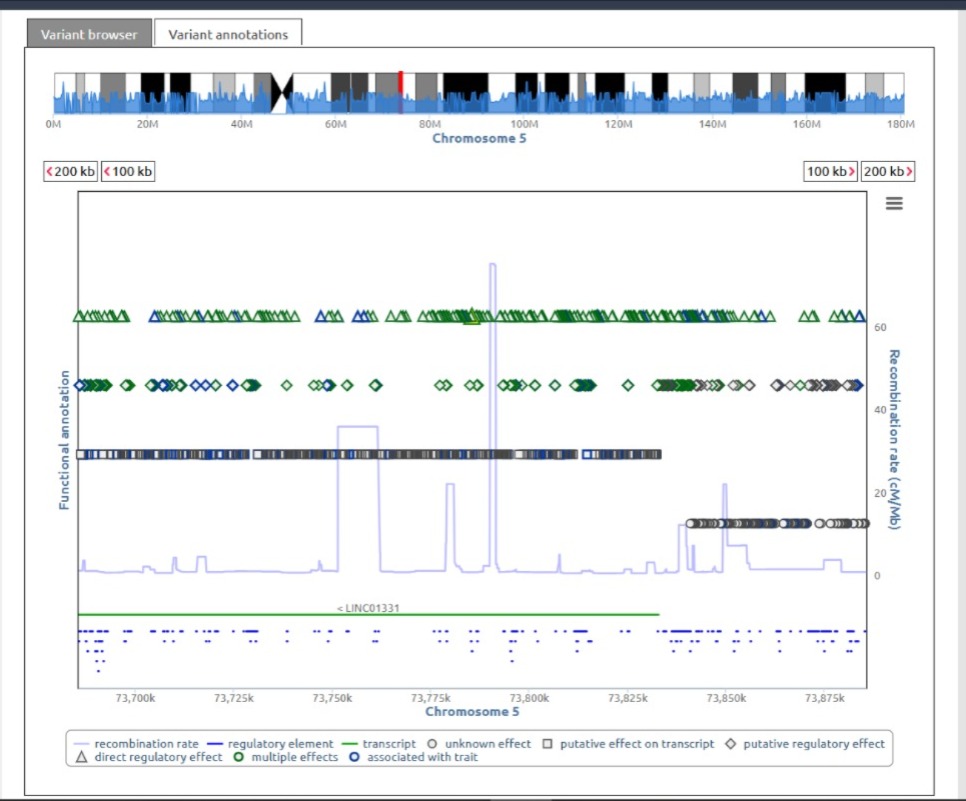 Variant browser Variant annotations
0M 20M 40M 60M 80M 100M 120M 140M 160M 180M
Chromosome 5
<200 kb <100 kb 100 kb> 200 kb>
60
40
20
0
Functional annotation
Recombination rate (cM/Mb)
< LINC01331
73,700k 73,725k 73,750k 73,775k 73,800k 73,825k 73,850k 73,875k
Chromosome 5
recombination rate regulatory element transcript unknown effect putative effect on transcript putative regulatory effect
direct regulatory effect multiple effects associated with trait